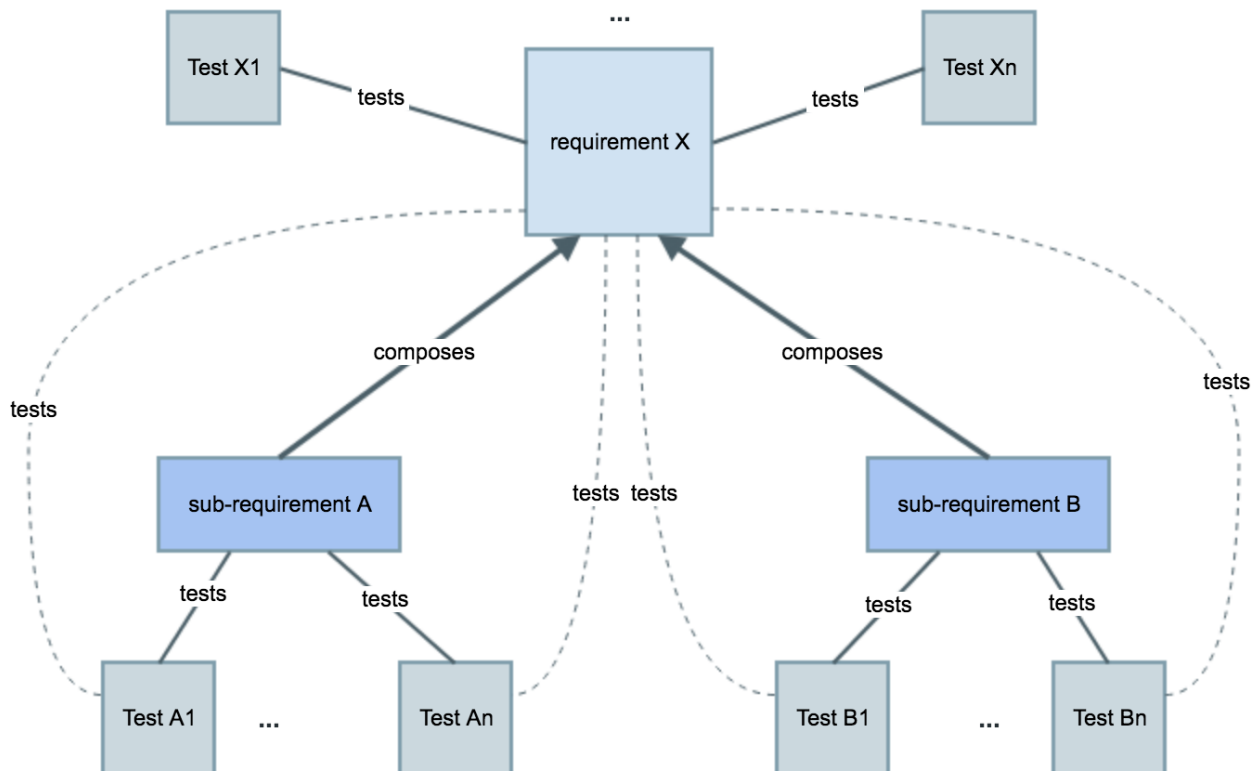 ...
Test X1
Test Xn
tests
tests
requirement X
composes
composes
tests
tests
tests
tests
sub-requirement A
sub-requirement B
tests
tests
tests
tests
Test A1
...
Test An
Test B1
...
Test Bn